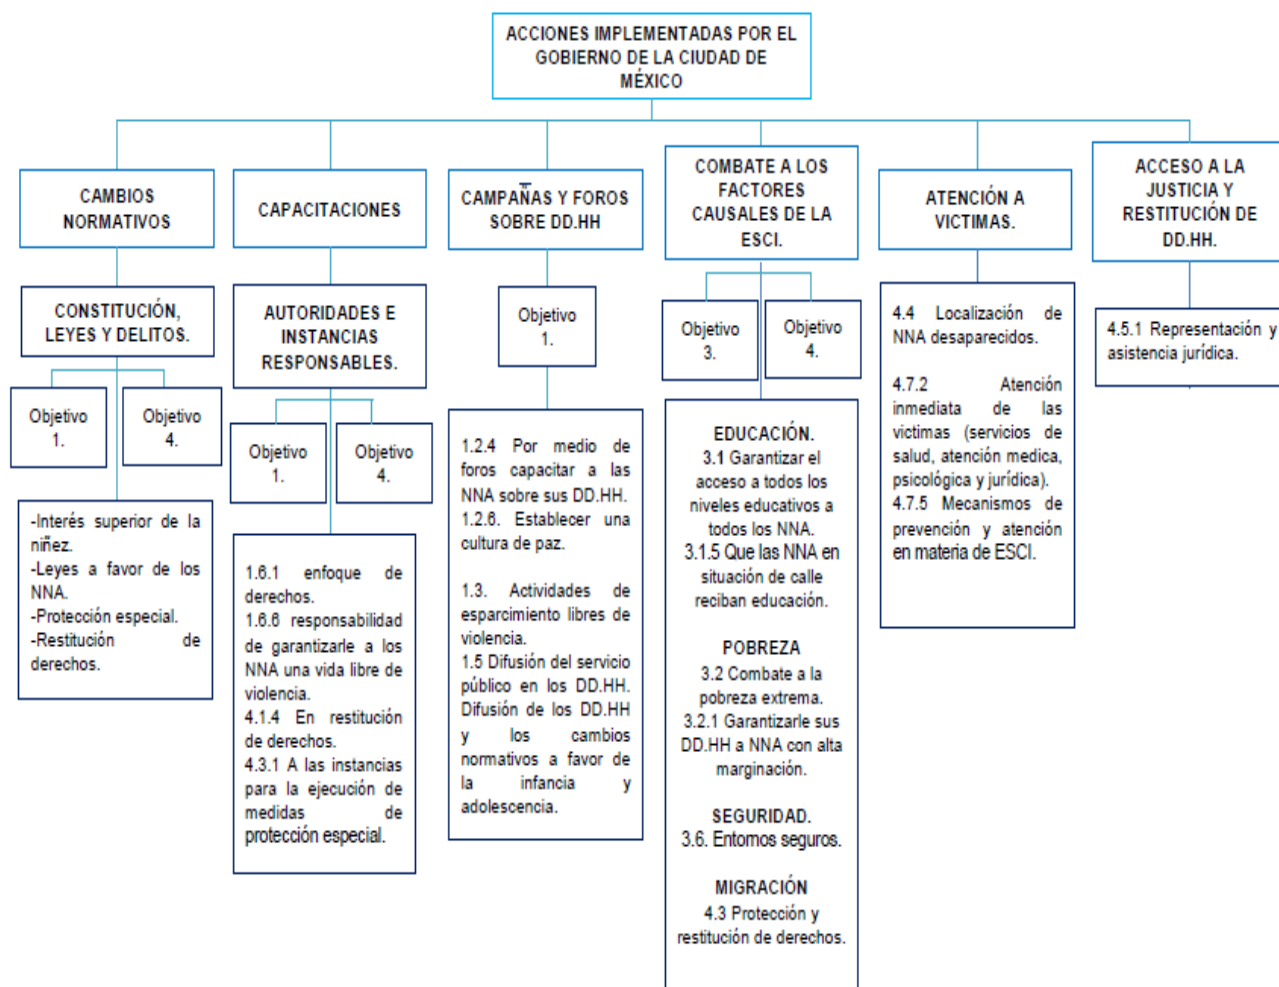 ACCIONES IMPLEMENTADAS POR EL
GOBIERNO DE LA CIUDAD DE
MÉXICO
CAMBIOS
NORMATIVOS
CAPACITACIONES
CAMPAÑAS Y FOROS
SOBRE DD.HH
COMBATE A LOS
FACTORES
CAUSALES DE LA
ESCI.
ATENCIÓN A
VICTIMAS.
ACCESO A LA
JUSTICIA Y
RESTITUCIÓN DE
DD.HH.
CONSTITUCIÓN,
LEYES Y DELITOS.
Objetivo
1.
Objetivo
4.
-Interés superior de la
niñez.
-Leyes a favor de los
NNA.
-Protección especial.
-Restitución de
derechos.
AUTORIDADES E
INSTANCIAS
RESPONSABLES.
Objetivo
1.
Objetivo
4.
1.6.1 enfoque de
derechos.
1.6.6 responsabilidad
de garantizarle a los
NNA una vida libre de
violencia.
4.1.4 En restitución
de derechos.
4.3.1 A las instancias
para la ejecución de
medidas de
protección especial.
Objetivo
1.
1.2.4 Por medio de
foros capacitar a las
NNA sobre sus DD.HH.
1.2.6. Establecer una
cultura de paz.
1.3. Actividades de
esparcimiento libres de
violencia.
1.5 Difusión del servicio
público en los DD.HH.
Difusión de los DD.HH
y los cambios
normativos a favor de
la infancia y
adolescencia.
Objetivo
3.
Objetivo
4.
EDUCACIÓN.
3.1 Garantizar el
acceso a todos los
niveles educativos a
todos los NNA.
3.1.5 Que las NNA en
situación de calle
reciban educación.
POBREZA
3.2 Combate a la
pobreza extrema.
3.2.1 Garantizarle sus
DD.HH a NNA con alta
marginación.
SEGURIDAD.
3.6. Entornos seguros.
MIGRACIÓN
4.3 Protección y
restitución de derechos.
4.4 Localización de
NNA desaparecidos.
4.7.2 Atención
inmediata de las
victimas (servicios de
salud, atención medica,
psicológica y jurídica).
4.7.5 Mecanismos de
prevención y atención
en materia de ESCI.
4.5.1 Representación y
asistencia jurídica.